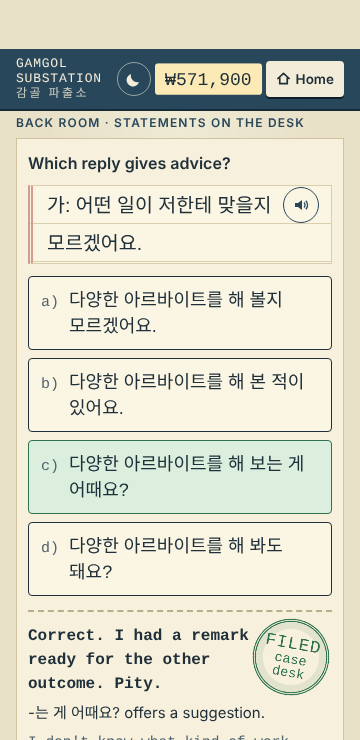 GAMGOL
SUBSTATION
감골 파출소
₩571,900
Home
BACK ROOM · STATEMENTS ON THE DESK
Which reply gives advice?
가: 어떤 일이 저한테 맞을지
모르겠어요.
a) 다양한 아르바이트를 해 볼지
모르겠어요.
b) 다양한 아르바이트를 해 본 적이
있어요.
c) 다양한 아르바이트를 해 보는 게
어때요?
d) 다양한 아르바이트를 해 봐도
돼요?
Correct. I had a remark
ready for the other
outcome. Pity.
FILED
case
desk
-는 게 어때요? offers a suggestion.
I don't know what kind of work